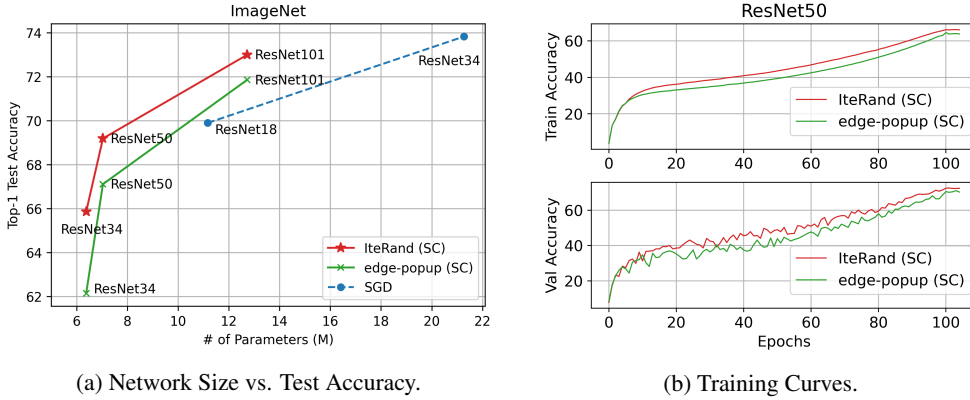 ImageNet
Top-1 Test Accuracy
74
72
70
68
66
64
62
6
8
10
12
14
16
18
20
22
# of Parameters (M)
ResNet101
ResNet101
ResNet34
ResNet18
ResNet50
ResNet50
ResNet34
ResNet34
IteRand (SC)
edge-popup (SC)
SGD
(a) Network Size vs. Test Accuracy.
ResNet50
Train Accuracy
60
40
20
IteRand (SC)
edge-popup (SC)
0
20
40
60
80
100
Val Accuracy
60
40
20
IteRand (SC)
edge-popup (SC)
0
20
40
60
80
100
Epochs
(b) Training Curves.